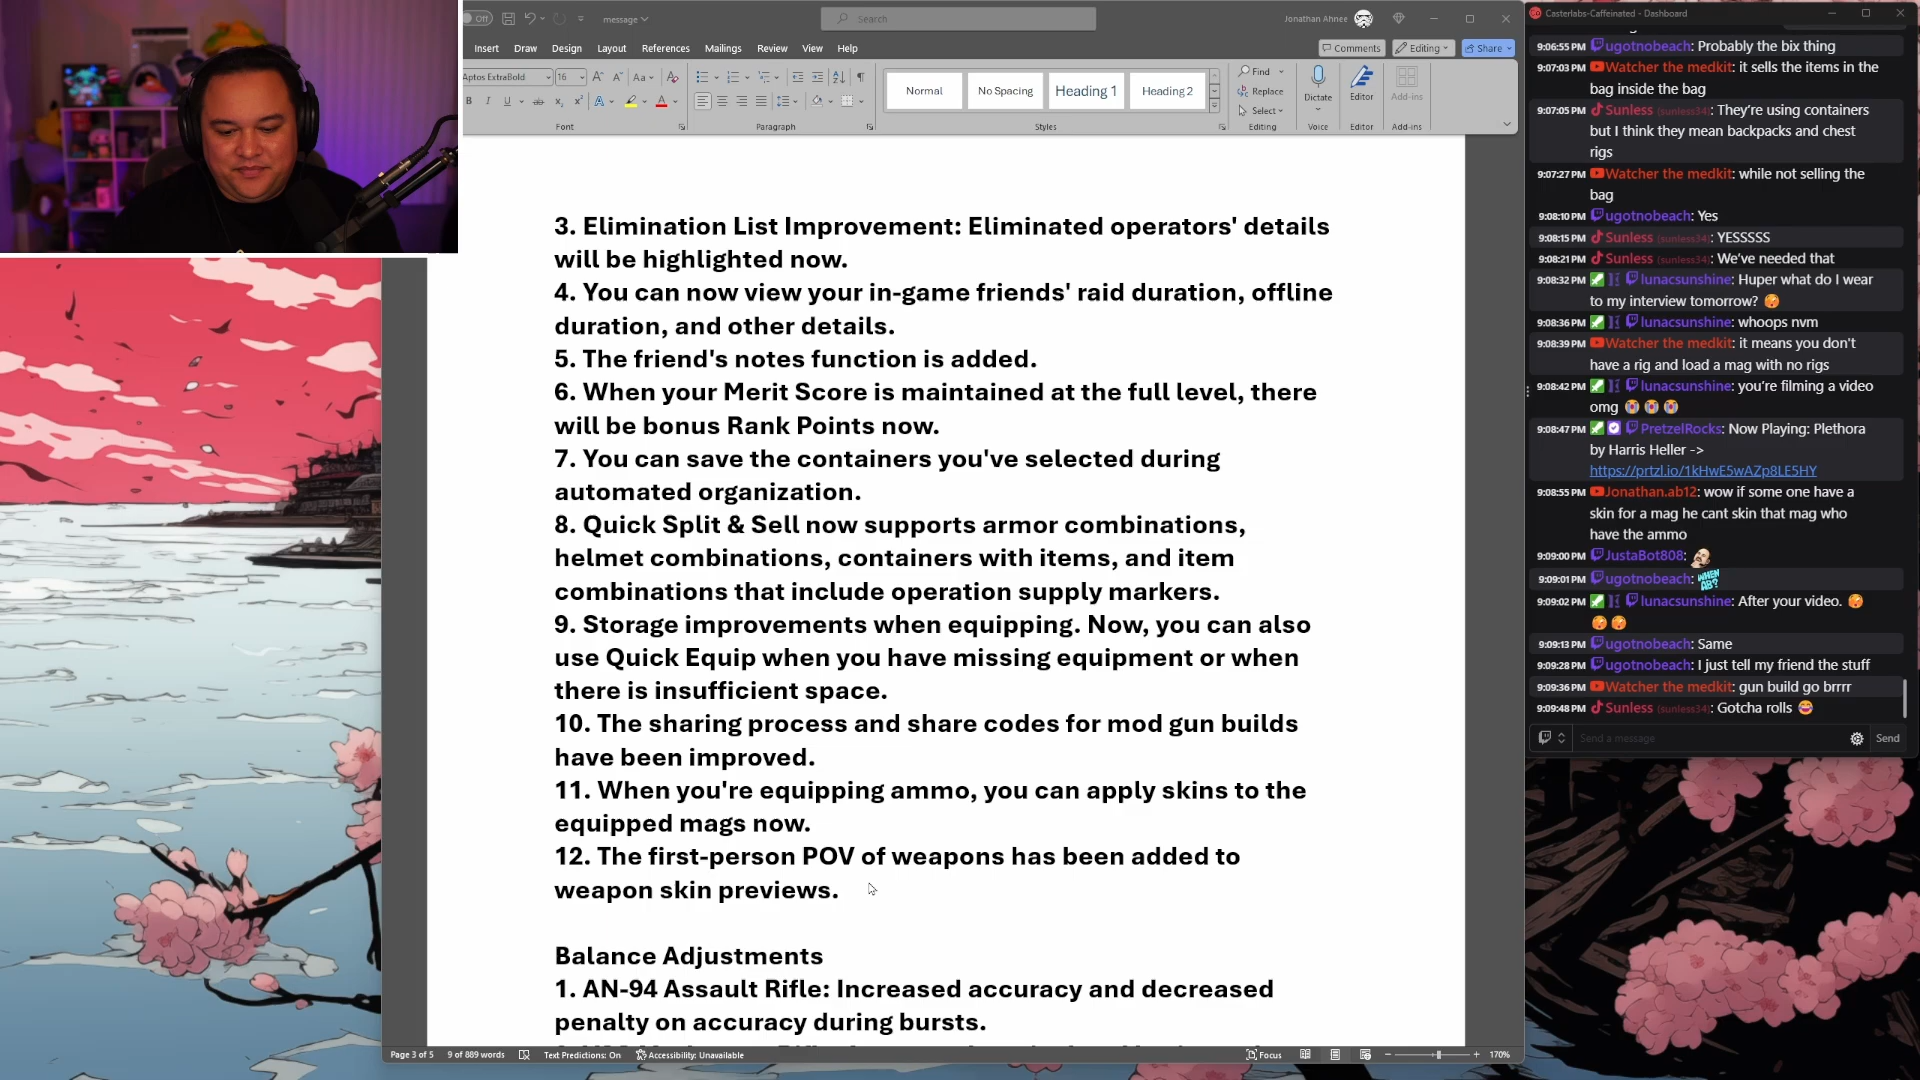 Off
message
Search
Jonathan Ahnee
Insert Draw Design Layout References Mailings Review View Help
Comments Editing Share
Aptos ExtraBold 16
Normal
No Spacing
Heading 1
Heading 2
Find
Replace
Select
Dictate
Editor
Add-ins
Font Paragraph Styles Editing Voice Editor Add-ins
3. Elimination List Improvement: Eliminated operators' details
will be highlighted now.
4. You can now view your in-game friends' raid duration, offline
duration, and other details.
5. The friend's notes function is added.
6. When your Merit Score is maintained at the full level, there
will be bonus Rank Points now.
7. You can save the containers you've selected during
automated organization.
8. Quick Split & Sell now supports armor combinations,
helmet combinations, containers with items, and item
combinations that include operation supply markers.
9. Storage improvements when equipping. Now, you can also
use Quick Equip when you have missing equipment or when
there is insufficient space.
10. The sharing process and share codes for mod gun builds
have been improved.
11. When you're equipping ammo, you can apply skins to the
equipped mags now.
12. The first-person POV of weapons has been added to
weapon skin previews.
Balance Adjustments
1. AN-94 Assault Rifle: Increased accuracy and decreased
penalty on accuracy during bursts.
Page 3 of 5 9 of 889 words Text Predictions: On Accessibility: Unavailable Focus 170%
Casterlabs-Caffeinated - Dashboard
9:06:55 PM ugotnobeach: Probably the bix thing
9:07:03 PM Watcher the medkit: it sells the items in the
bag inside the bag
9:07:05 PM Sunless (sunless34): They're using containers
but I think they mean backpacks and chest
rigs
9:07:27 PM Watcher the medkit: while not selling the
bag
9:08:10 PM ugotnobeach: Yes
9:08:15 PM Sunless (sunless34): YESSSSS
9:08:21 PM Sunless (sunless34): We've needed that
9:08:32 PM lunacsunshine: Huper what do I wear
to my interview tomorrow?
9:08:36 PM lunacsunshine: whoops nvm
9:08:39 PM Watcher the medkit: it means you don't
have a rig and load a mag with no rigs
9:08:42 PM lunacsunshine: you're filming a video
omg
9:08:47 PM PretzelRocks: Now Playing: Plethora
by Harris Heller ->
https://prtzl.io/1kHwE5wAZp8LE5HY
9:08:55 PM Jonathan.ab12: wow if some one have a
skin for a mag he cant skin that mag who
have the ammo
9:09:00 PM JustaBot808:
9:09:01 PM ugotnobeach: WHEN AB?
9:09:02 PM lunacsunshine: After your video.
9:09:13 PM ugotnobeach: Same
9:09:28 PM ugotnobeach: I just tell my friend the stuff
9:09:36 PM Watcher the medkit: gun build go brrrr
9:09:48 PM Sunless (sunless34): Gotcha rolls
Send a message
Send